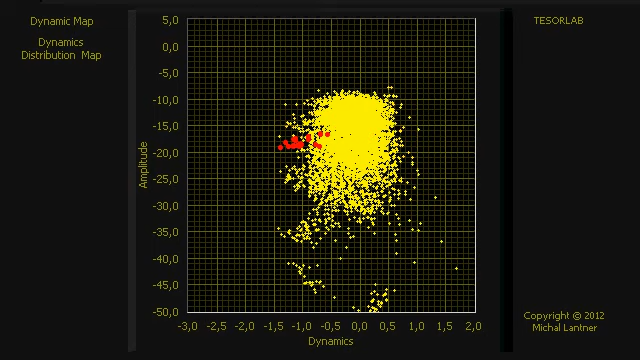 Dynamic Map
Dynamics
Distribution Map
TESORLAB
5,0
0,0
-5,0
-10,0
-15,0
-20,0
-25,0
-30,0
-35,0
-40,0
-45,0
-50,0
Amplitude
-3,0 -2,5 -2,0 -1,5 -1,0 -0,5 0,0 0,5 1,0 1,5 2,0
Dynamics
Copyright © 2012
Michal Lantner